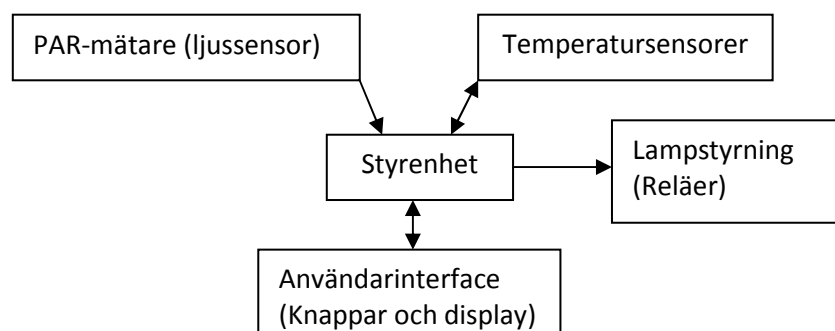 PAR-mätare (ljussensor)
Temperatursensorer
Styrenhet
Lampstyrning
(Reläer)
Användarinterface
(Knappar och display)